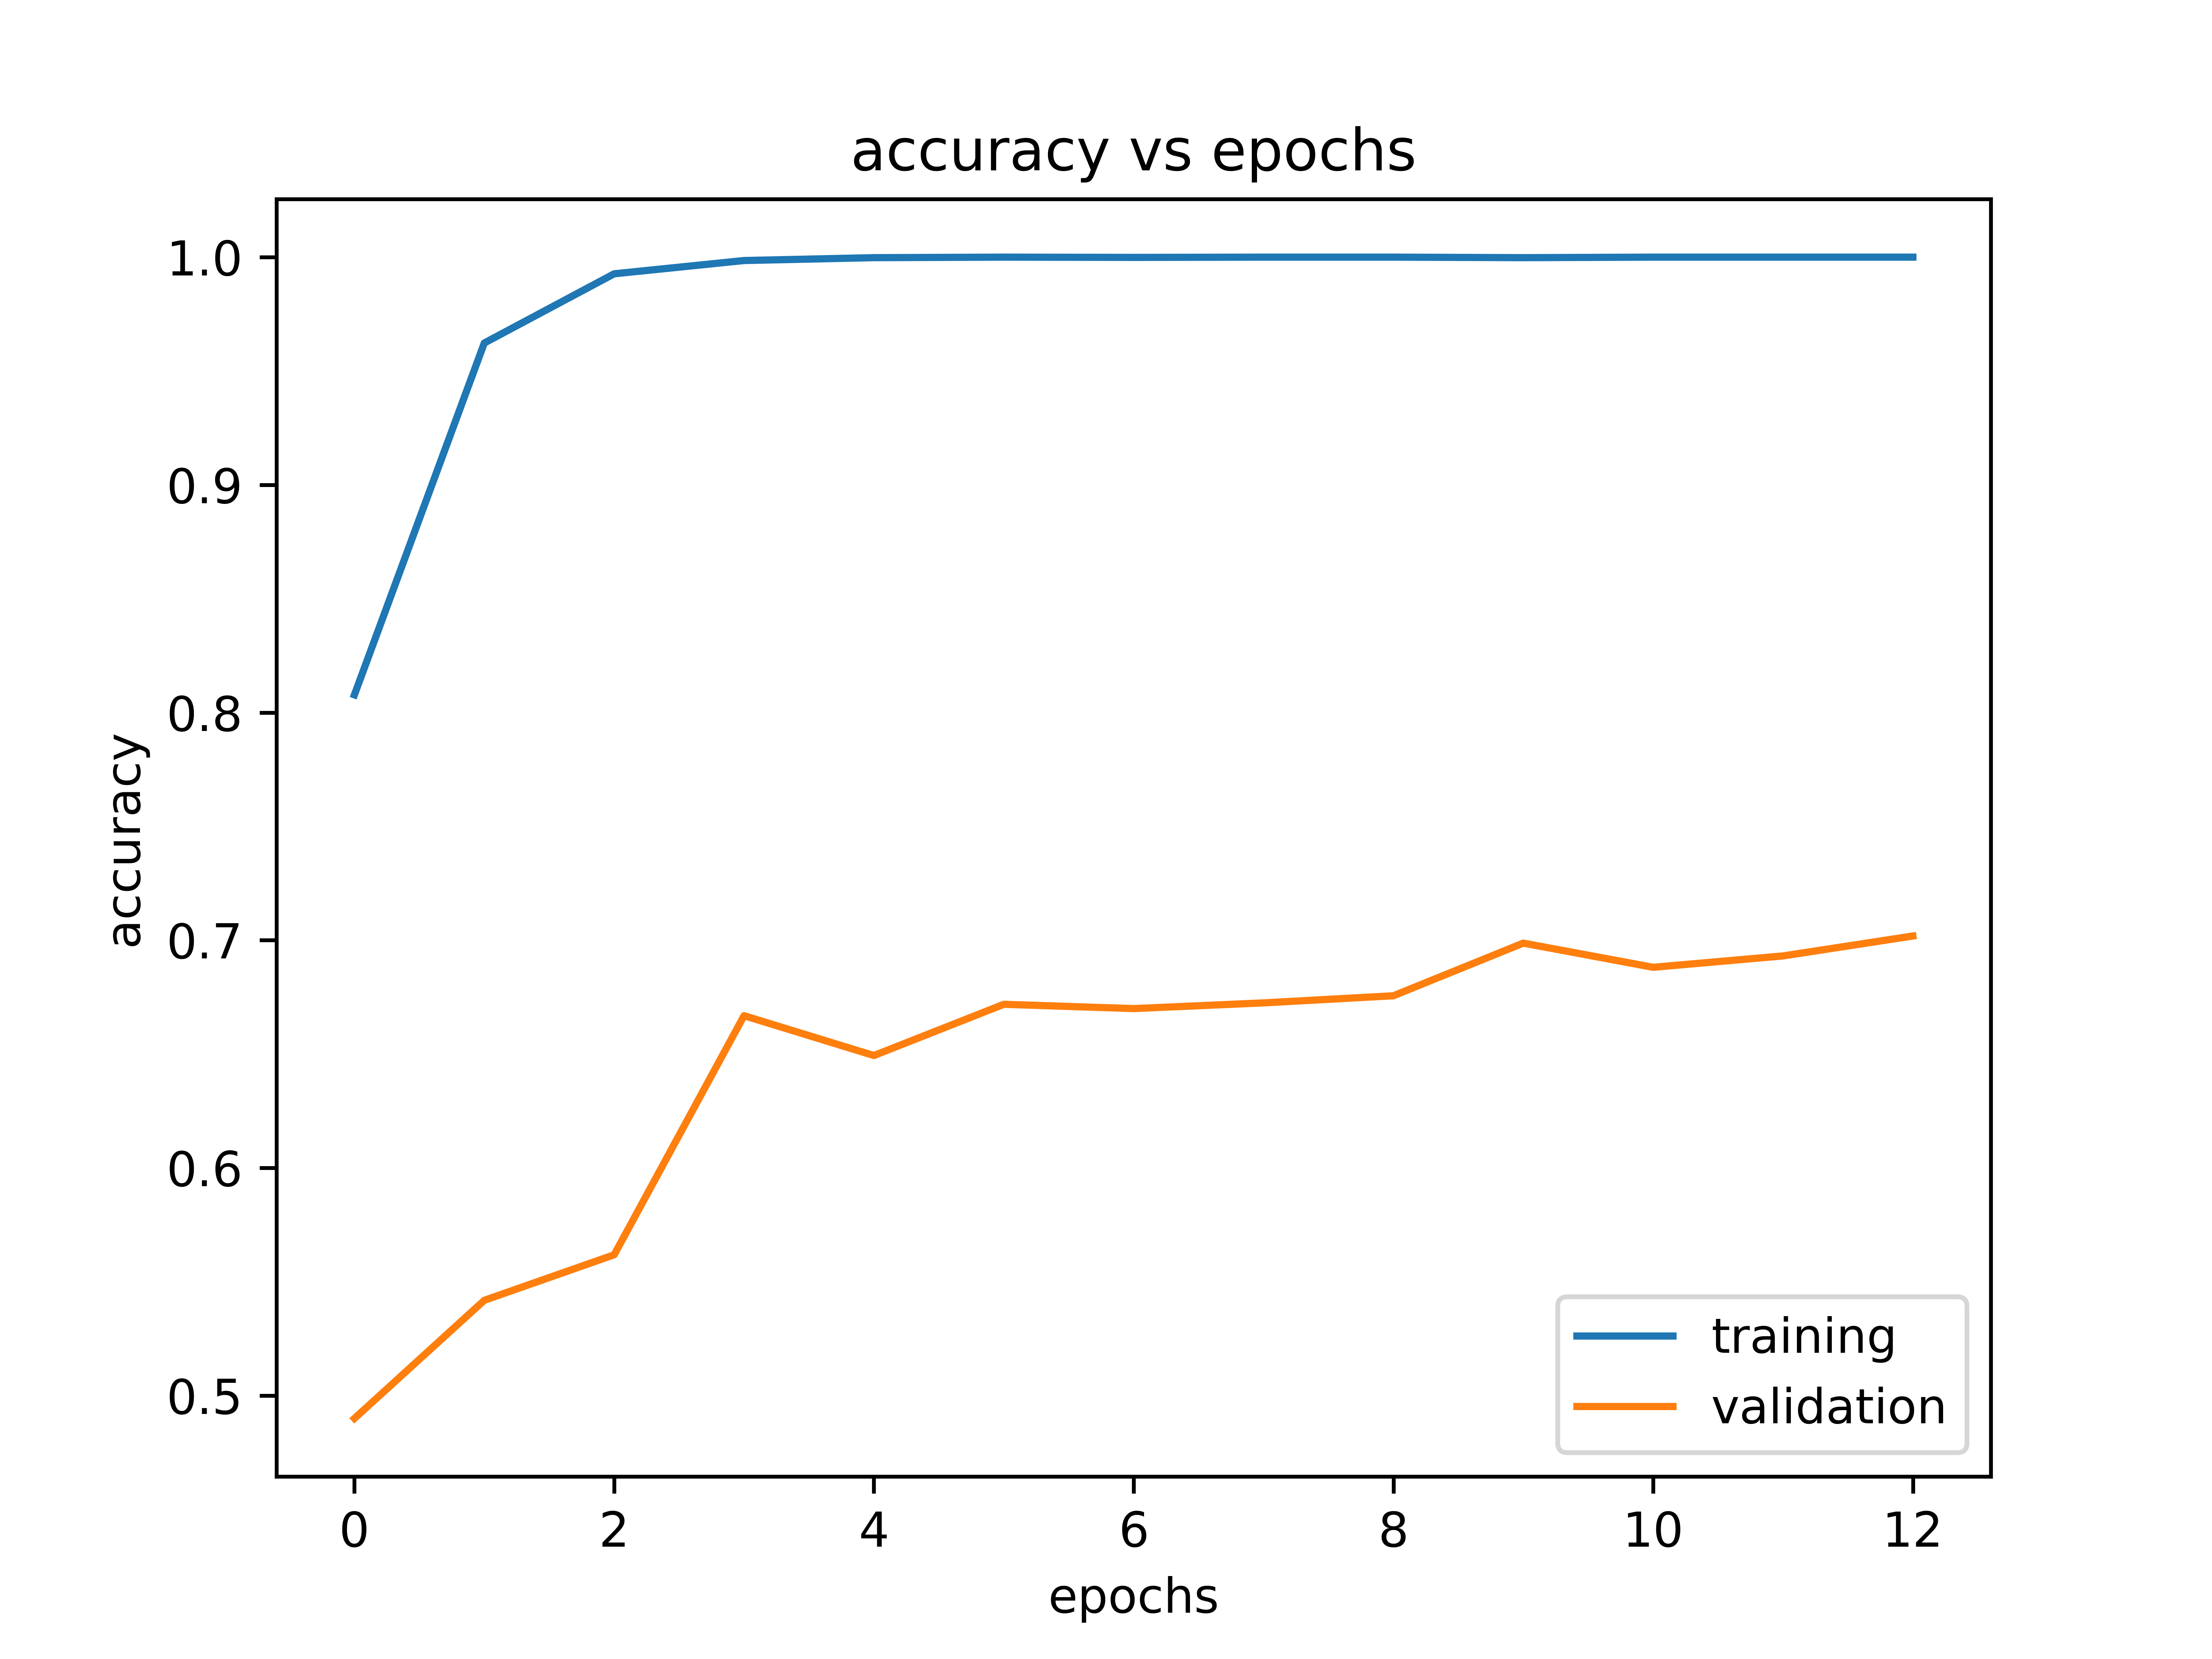 accuracy vs epochs
accuracy
1.0
0.9
0.8
0.7
0.6
0.5
0 2 4 6 8 10 12
epochs
training
validation